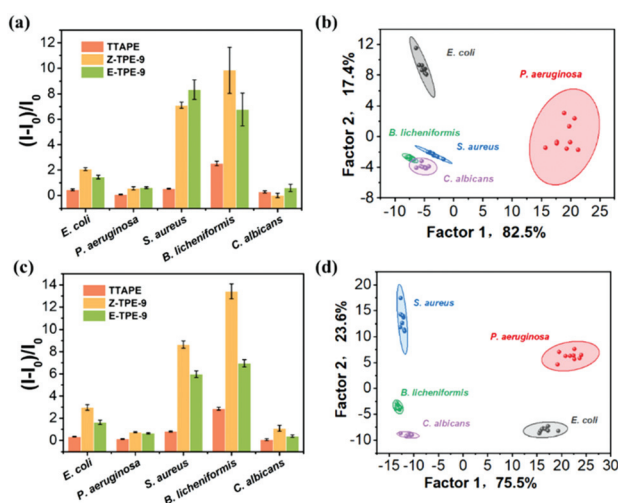 (a)
(I-I0)/I0
12
10
8
6
4
2
0
TTAPE
Z-TPE-9
E-TPE-9
E. coli
P. aeruginosa
S. aureus
B. licheniformis
C. albicans
(b)
Factor 2, 17.4%
12
8
4
0
-4
-8
E. coli
P. aeruginosa
B. licheniformis
S. aureus
C. albicans
-10 -5 0 5 10 15 20 25
Factor 1, 82.5%
(c)
(I-I0)/I0
14
12
10
8
6
4
2
0
TTAPE
Z-TPE-9
E-TPE-9
E. coli
P. aeruginosa
S. aureus
B. licheniformis
C. albicans
(d)
Factor 2, 23.6%
20
15
10
5
0
-5
-10
S. aureus
P. aeruginosa
B. licheniformis
C. albicans
E. coli
-15 -10 -5 0 5 10 15 20 25 30
Factor 1, 75.5%